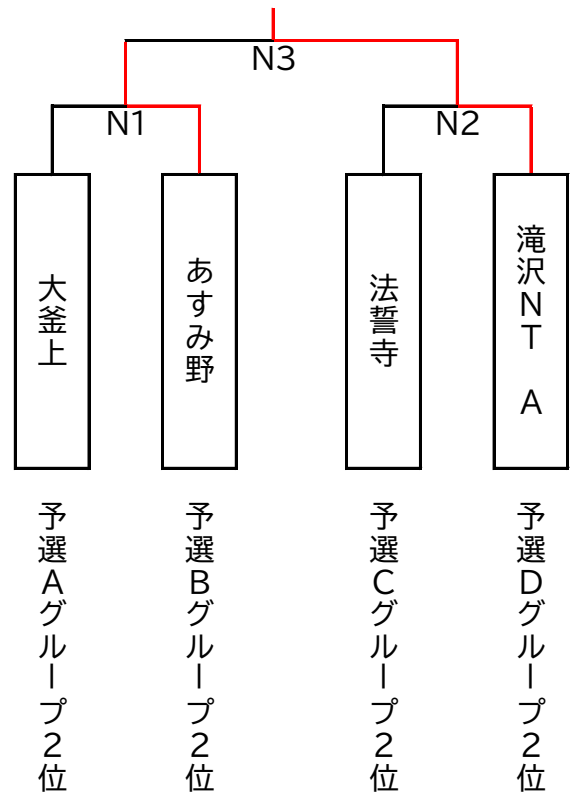 N3
N1
N2
大釜上
あすみ野
法誓寺
滝沢NT A
予選Aグループ2位
予選Bグループ2位
予選Cグループ2位
予選Dグループ2位